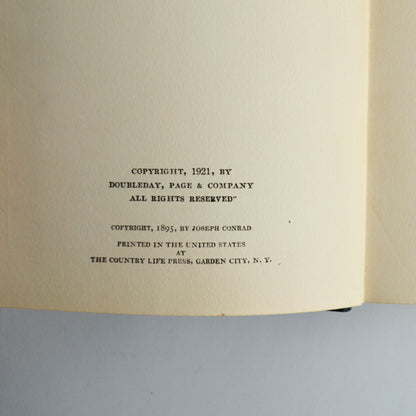 COPYRIGHT, 1921, BY
DOUBLEDAY, PAGE & COMPANY
ALL RIGHTS RESERVED
COPYRIGHT, 1895, BY JOSEPH CONRAD
PRINTED IN THE UNITED STATES
AT
THE COUNTRY LIFE PRESS, GARDEN CITY, N. Y.